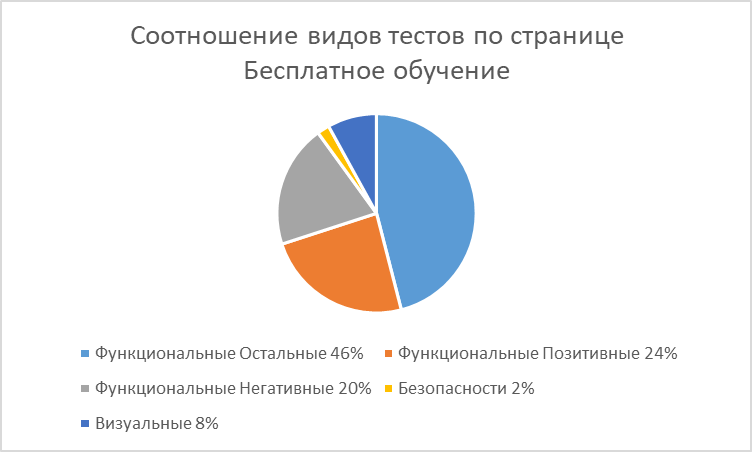 Соотношение видов тестов по странице
Бесплатное обучение
Функциональные Остальные 46%
Функциональные Позитивные 24%
Функциональные Негативные 20%
Безопасности 2%
Визуальные 8%